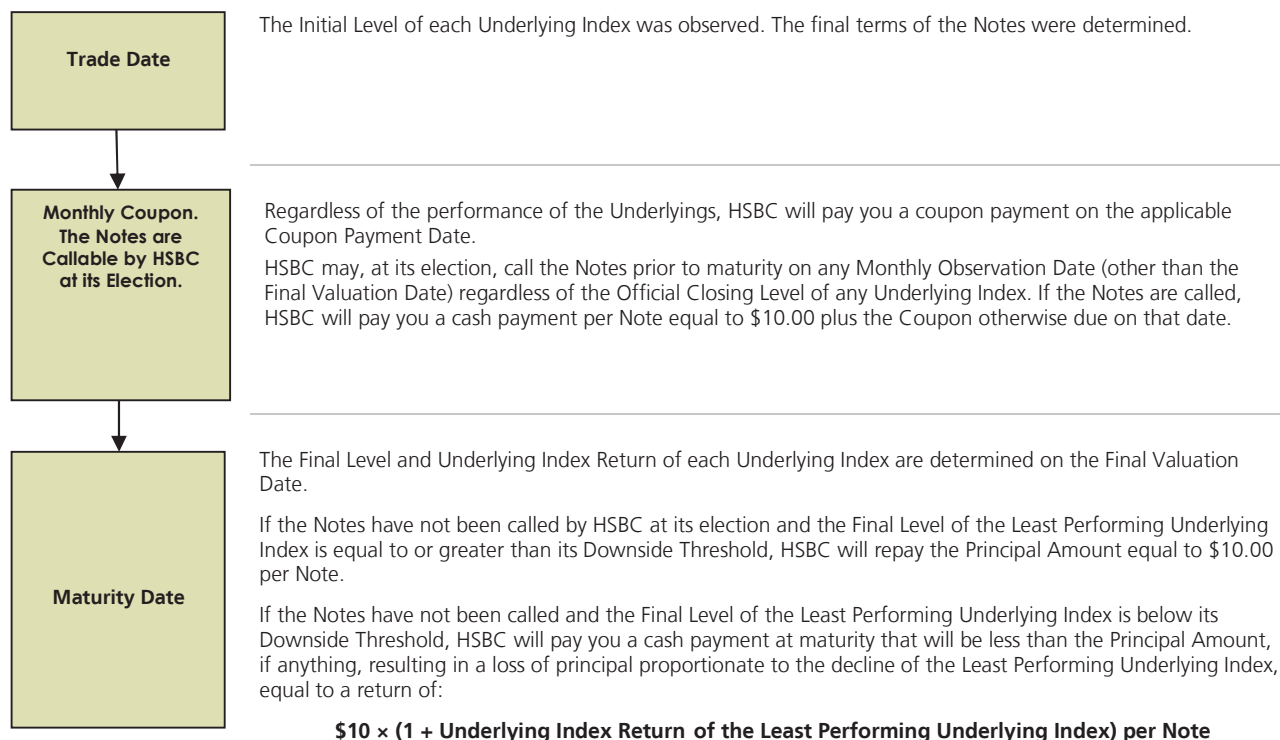 Trade Date
The Initial Level of each Underlying Index was observed. The final terms of the Notes were determined.
Monthly Coupon.
The Notes are
Callable by HSBC
at its Election.
Regardless of the performance of the Underlyings, HSBC will pay you a coupon payment on the applicable
Coupon Payment Date.
HSBC may, at its election, call the Notes prior to maturity on any Monthly Observation Date (other than the
Final Valuation Date) regardless of the Official Closing Level of any Underlying Index. If the Notes are called,
HSBC will pay you a cash payment per Note equal to $10.00 plus the Coupon otherwise due on that date.
Maturity Date
The Final Level and Underlying Index Return of each Underlying Index are determined on the Final Valuation
Date.
If the Notes have not been called by HSBC at its election and the Final Level of the Least Performing Underlying
Index is equal to or greater than its Downside Threshold, HSBC will repay the Principal Amount equal to $10.00
per Note.
If the Notes have not been called and the Final Level of the Least Performing Underlying Index is below its
Downside Threshold, HSBC will pay you a cash payment at maturity that will be less than the Principal Amount,
if anything, resulting in a loss of principal proportionate to the decline of the Least Performing Underlying Index,
equal to a return of:
$10 × (1 + Underlying Index Return of the Least Performing Underlying Index) per Note